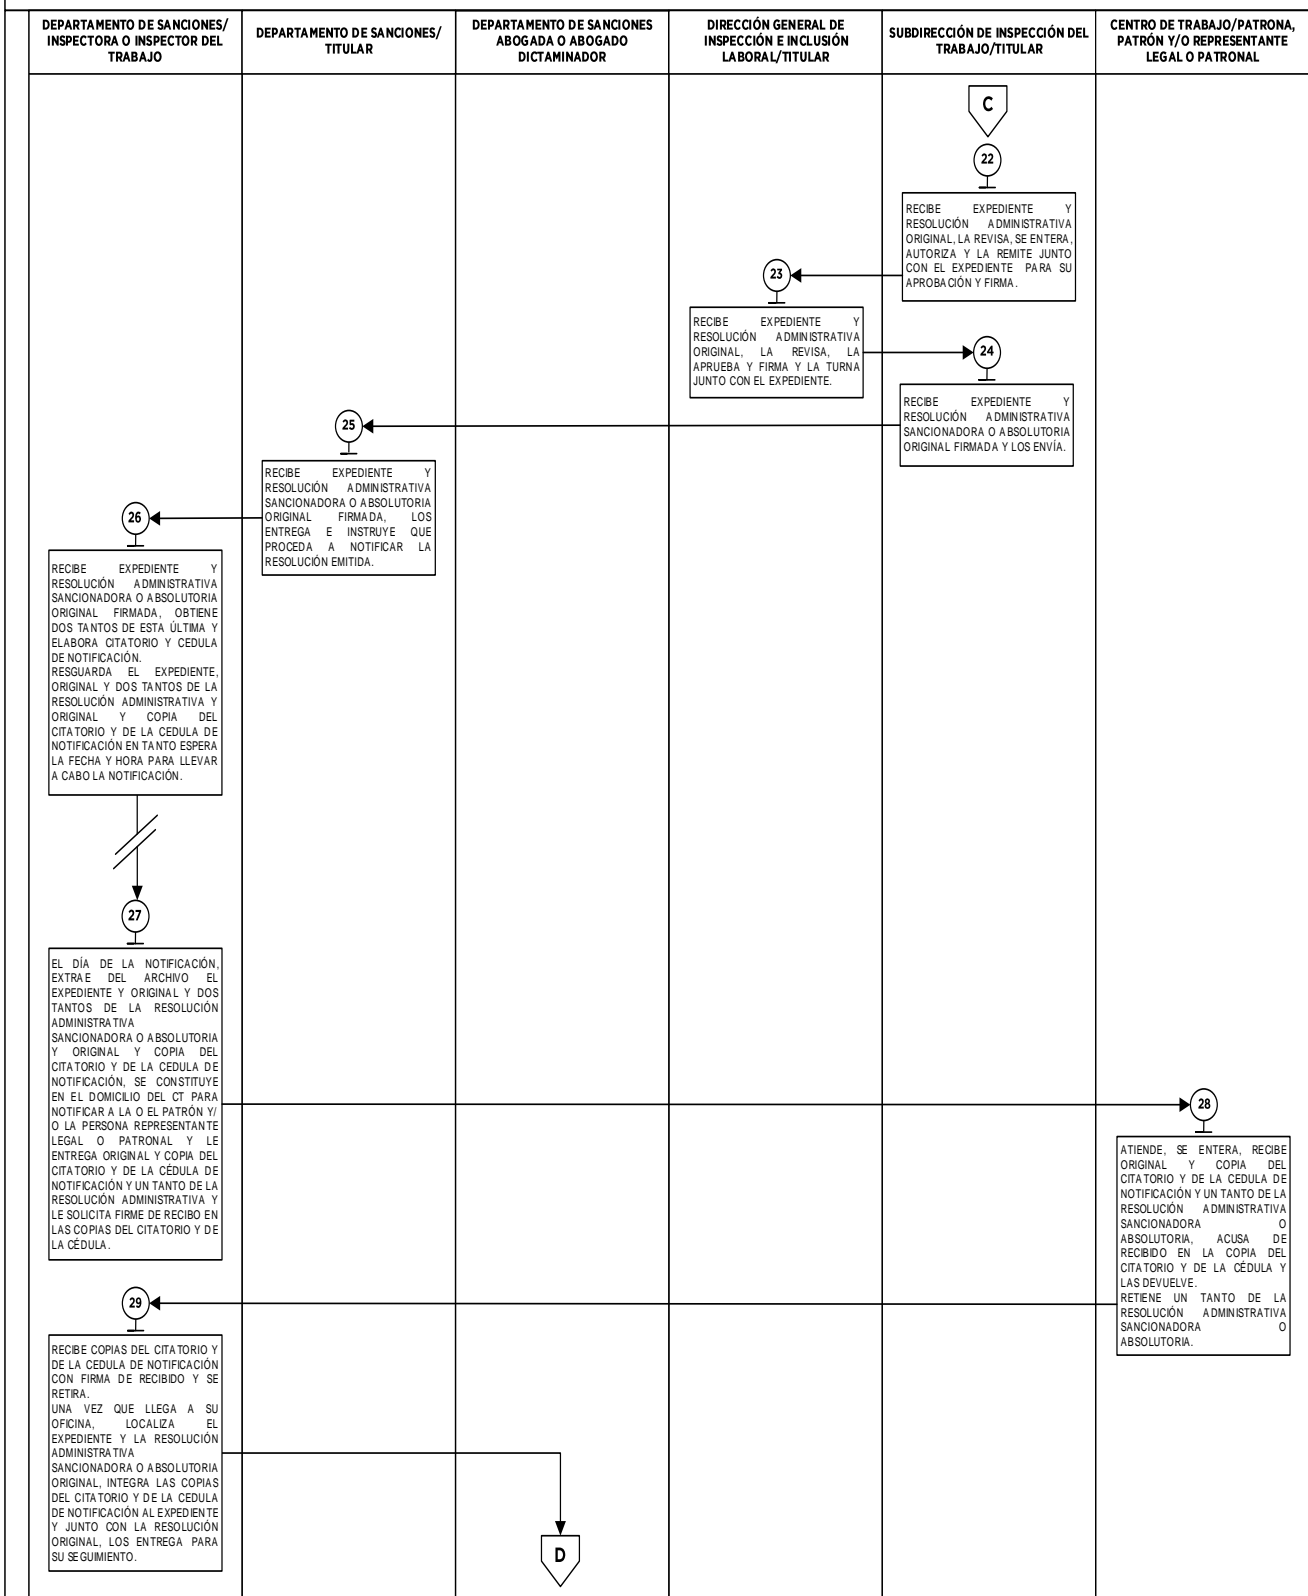 DEPARTAMENTO DE SANCIONES/
INSPECTORA O INSPECTOR DEL
TRABAJO
DEPARTAMENTO DE SANCIONES/
TITULAR
DEPARTAMENTO DE SANCIONES
ABOGADA O ABOGADO
DICTAMINADOR
DIRECCIÓN GENERAL DE
INSPECCIÓN E INCLUSIÓN
LABORAL/TITULAR
SUBDIRECCIÓN DE INSPECCIÓN DEL
TRABAJO/TITULAR
CENTRO DE TRABAJO/PATRONA,
PATRÓN Y/O REPRESENTANTE
LEGAL O PATRONAL
C
22
RECIBE EXPEDIENTE Y
RESOLUCIÓN ADMINISTRATIVA
ORIGINAL, LA REVISA, SE ENTERA,
AUTORIZA Y LA REMITE JUNTO
CON EL EXPEDIENTE PARA SU
APROBACIÓN Y FIRMA.
23
RECIBE EXPEDIENTE Y
RESOLUCIÓN ADMINISTRATIVA
ORIGINAL, LA REVISA, LA
APRUEBA Y FIRMA Y LA TURNA
JUNTO CON EL EXPEDIENTE.
24
RECIBE EXPEDIENTE Y
RESOLUCIÓN ADMINISTRATIVA
SANCIONADORA O ABSOLUTORIA
ORIGINAL FIRMADA Y LOS ENVÍA.
25
RECIBE EXPEDIENTE Y
RESOLUCIÓN ADMINISTRATIVA
SANCIONADORA O ABSOLUTORIA
ORIGINAL FIRMADA, LOS
ENTREGA E INSTRUYE QUE
PROCEDA A NOTIFICAR LA
RESOLUCIÓN EMITIDA.
26
RECIBE EXPEDIENTE Y
RESOLUCIÓN ADMINISTRATIVA
SANCIONADORA O ABSOLUTORIA
ORIGINAL FIRMADA, OBTIENE
DOS TANTOS DE ESTA ÚLTIMA Y
ELABORA CITATORIO Y CEDULA
DE NOTIFICACIÓN.
RESGUARDA EL EXPEDIENTE,
ORIGINAL Y DOS TANTOS DE LA
RESOLUCIÓN ADMINISTRATIVA Y
ORIGINAL Y COPIA DEL
CITATORIO Y DE LA CEDULA DE
NOTIFICACIÓN EN TANTO ESPERA
LA FECHA Y HORA PARA LLEVAR
A CABO LA NOTIFICACIÓN.
27
EL DÍA DE LA NOTIFICACIÓN,
EXTRAE DEL ARCHIVO EL
EXPEDIENTE Y ORIGINAL Y DOS
TANTOS DE LA RESOLUCIÓN
ADMINISTRATIVA
SANCIONADORA O ABSOLUTORIA
Y ORIGINAL Y COPIA DEL
CITATORIO Y DE LA CEDULA DE
NOTIFICACIÓN, SE CONSTITUYE
EN EL DOMICILIO DEL CT PARA
NOTIFICAR A LA O EL PATRÓN Y/
O LA PERSONA REPRESENTANTE
LEGAL O PATRONAL Y LE
ENTREGA ORIGINAL Y COPIA DEL
CITATORIO Y DE LA CÉDULA DE
NOTIFICACIÓN Y UN TANTO DE LA
RESOLUCIÓN ADMINISTRATIVA Y
LE SOLICITA FIRME DE RECIBO EN
LAS COPIAS DEL CITATORIO Y DE
LA CÉDULA.
28
ATIENDE, SE ENTERA, RECIBE
ORIGINAL Y COPIA DEL
CITATORIO Y DE LA CEDULA DE
NOTIFICACIÓN Y UN TANTO DE LA
RESOLUCIÓN ADMINISTRATIVA
SANCIONADORA O
ABSOLUTORIA, ACUSA DE
RECIBIDO EN LA COPIA DEL
CITATORIO Y DE LA CÉDULA Y
LAS DEVUELVE.
RETIENE UN TANTO DE LA
RESOLUCIÓN ADMINISTRATIVA
SANCIONADORA O
ABSOLUTORIA.
29
RECIBE COPIAS DEL CITATORIO Y
DE LA CEDULA DE NOTIFICACIÓN
CON FIRMA DE RECIBIDO Y SE
RETIRA.
UNA VEZ QUE LLEGA A SU
OFICINA, LOCALIZA EL
EXPEDIENTE Y LA RESOLUCIÓN
ADMINISTRATIVA
SANCIONADORA O ABSOLUTORIA
ORIGINAL, INTEGRA LAS COPIAS
DEL CITATORIO Y DE LA CEDULA
DE NOTIFICACIÓN AL EXPEDIENTE
Y JUNTO CON LA RESOLUCIÓN
ORIGINAL, LOS ENTREGA PARA
SU SEGUIMIENTO.
D